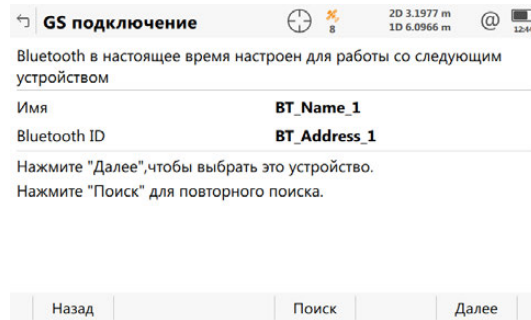 GS подключение
8
2D 3.1977 m
1D 6.0966 m
@
Bluetooth в настоящее время настроен для работы со следующим
устройством
Имя BT_Name_1
Bluetooth ID BT_Address_1
Нажмите "Далее",чтобы выбрать это устройство.
Нажмите "Поиск" для повторного поиска.
Назад Поиск Далее